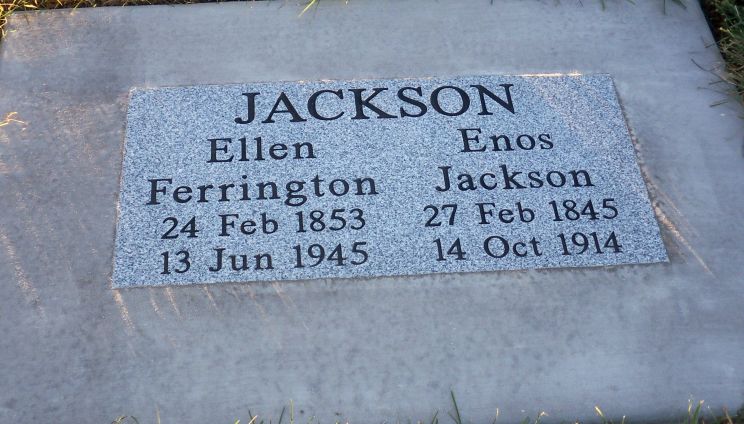 JACKSON
Ellen
Ferrington
24 Feb 1853
13 Jun 1945
Enos
Jackson
27 Feb 1845
14 Oct 1914